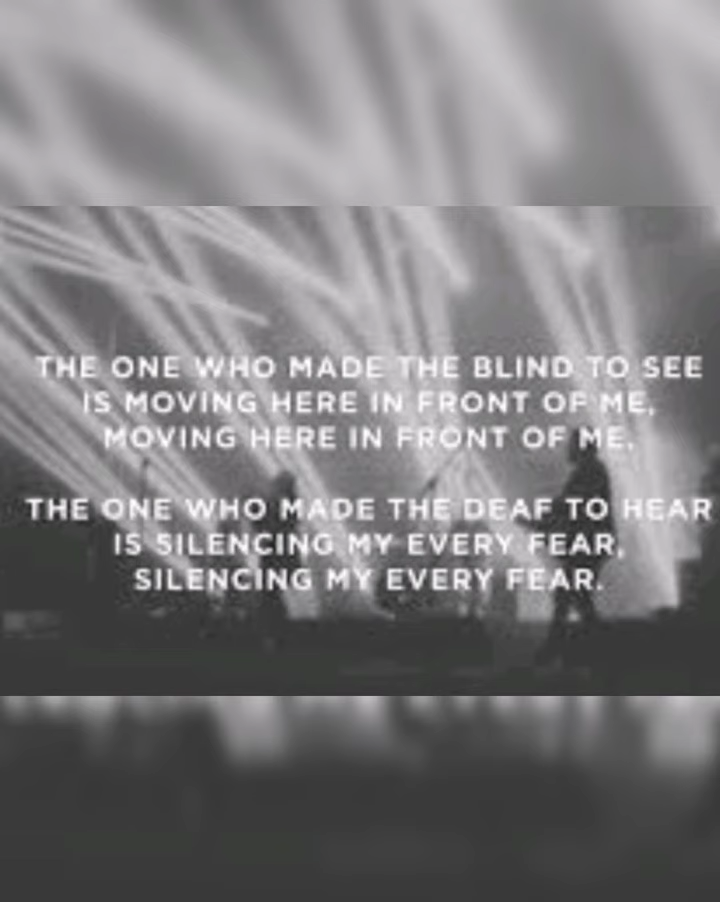 THE ONE WHO MADE THE BLIND TO SEE
IS MOVING HERE IN FRONT OF ME,
MOVING HERE IN FRONT OF ME.
THE ONE WHO MADE THE DEAF TO HEAR
IS SILENCING MY EVERY FEAR,
SILENCING MY EVERY FEAR.